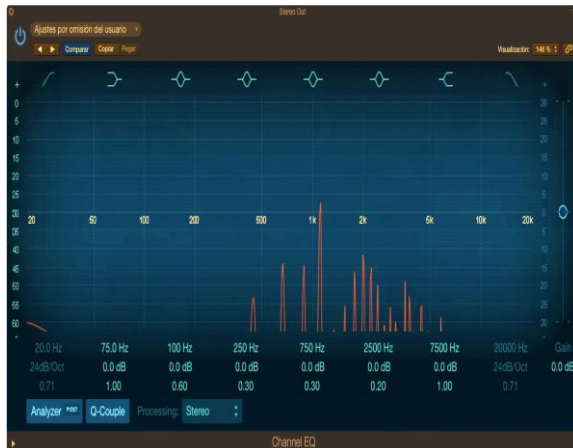 Stereo Out
Ajustes por omisión del usuario
Comparar Copiar Pegar Visualización: 146 %
+ +
0 30
5 25
10 20
15 15
20 10
25 5
30 20 50 100 200 500 1k 2k 5k 10k 20k 0
35 5
40 10
45 15
50 20
55 25
60 30
- -
20.0 Hz 75.0 Hz 100 Hz 250 Hz 750 Hz 2500 Hz 7500 Hz 20000 Hz Gain
24dB/Oct 0.0 dB 0.0 dB 0.0 dB 0.0 dB 0.0 dB 0.0 dB 24dB/Oct 0.0 dB
0.71 1.00 0.60 0.30 0.30 0.20 1.00 0.71
Analyzer POST Q-Couple Processing: Stereo
Channel EQ